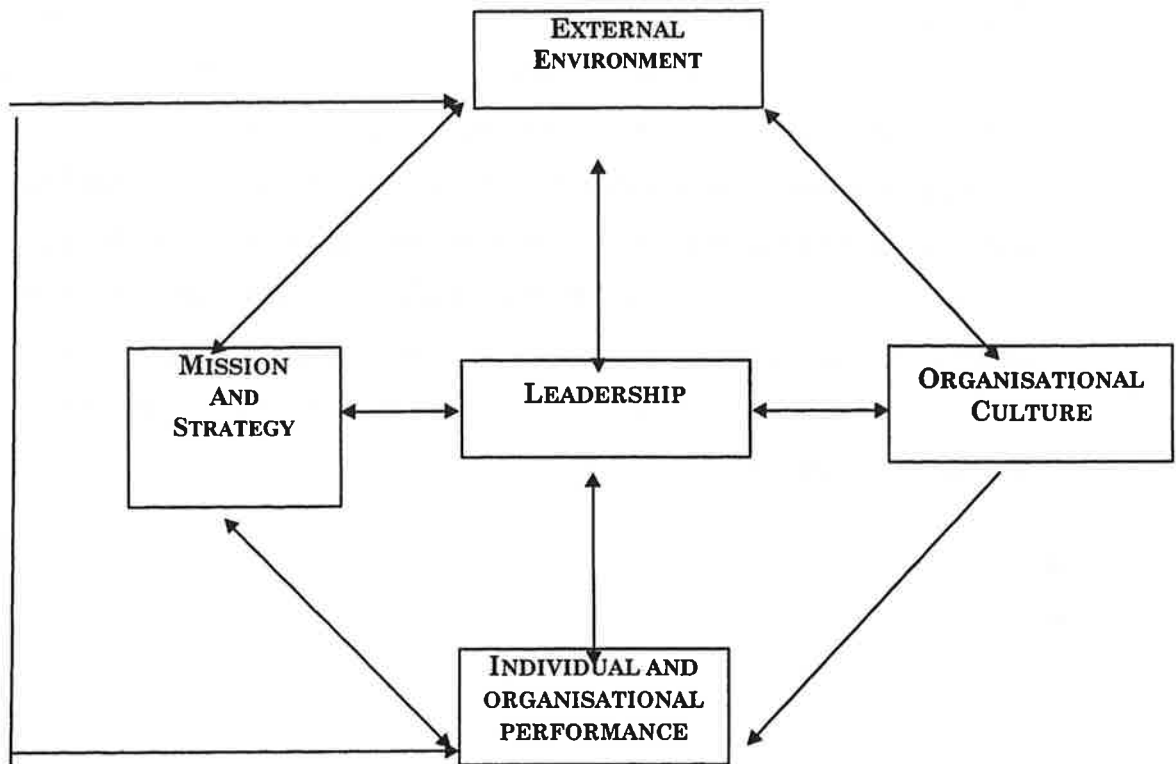 EXTERNAL
ENVIRONMENT
MISSION
AND
STRATEGY
LEADERSHIP
ORGANISATIONAL
CULTURE
INDIVIDUAL AND
ORGANISATIONAL
PERFORMANCE